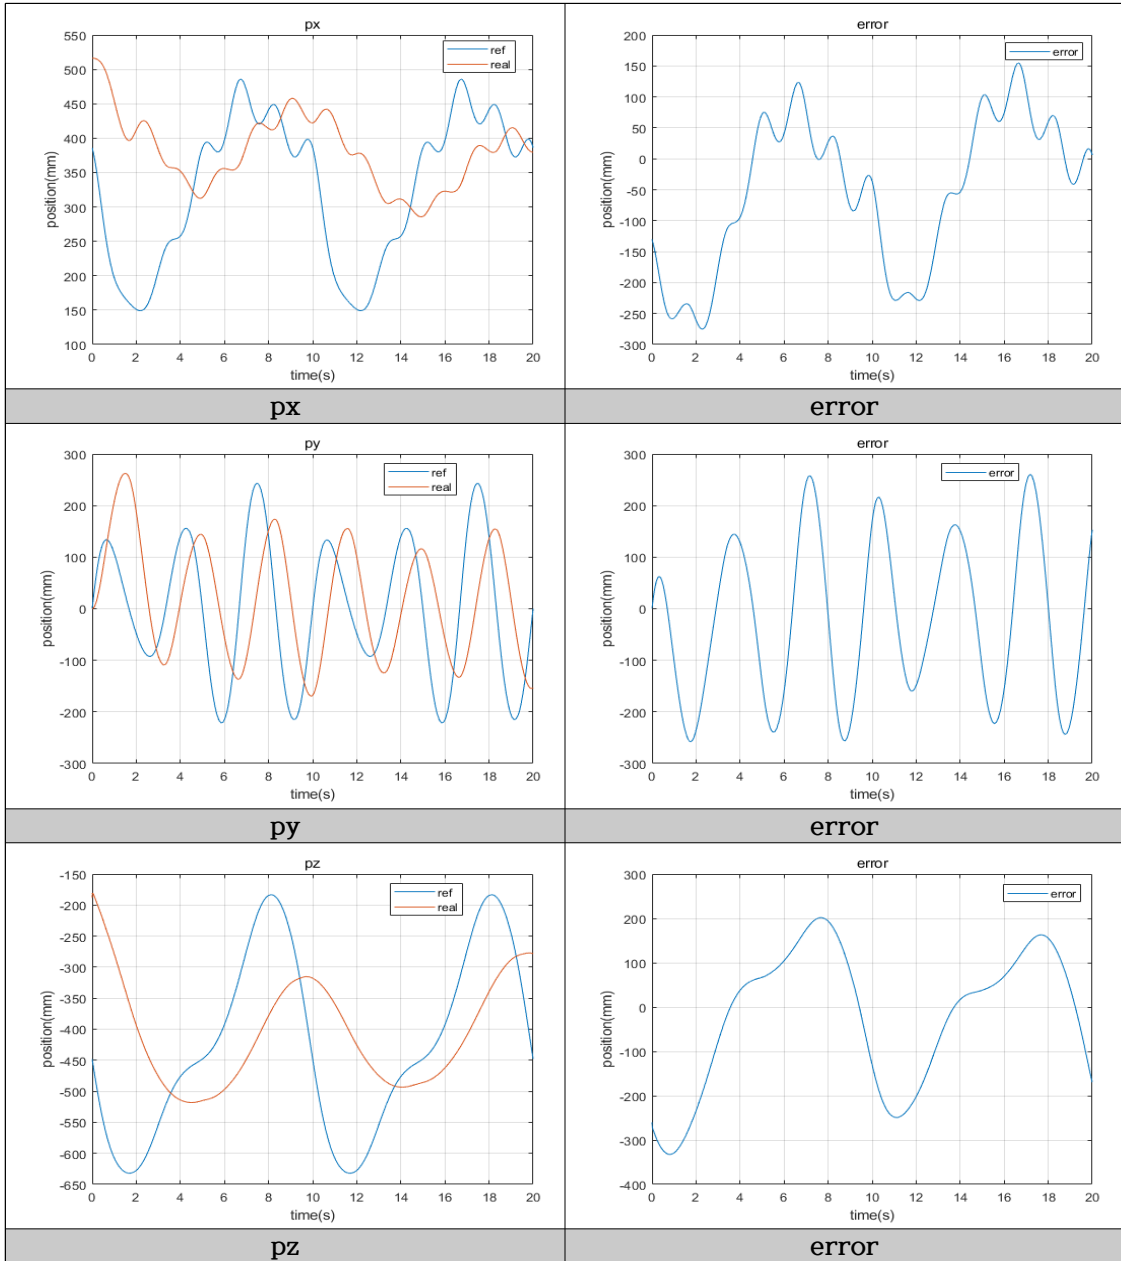 px
550
500
450
400
350
300
250
200
150
100
position(mm)
ref
real
0 2 4 6 8 10 12 14 16 18 20
time(s)
error
200
150
100
50
0
-50
-100
-150
-200
-250
-300
position(mm)
error
0 2 4 6 8 10 12 14 16 18 20
time(s)
px
error
py
300
200
100
0
-100
-200
-300
position(mm)
ref
real
0 2 4 6 8 10 12 14 16 18 20
time(s)
error
300
200
100
0
-100
-200
-300
position(mm)
error
0 2 4 6 8 10 12 14 16 18 20
time(s)
py
error
pz
-150
-200
-250
-300
-350
-400
-450
-500
-550
-600
-650
position(mm)
ref
real
0 2 4 6 8 10 12 14 16 18 20
time(s)
error
300
200
100
0
-100
-200
-300
-400
position(mm)
error
0 2 4 6 8 10 12 14 16 18 20
time(s)
pz
error